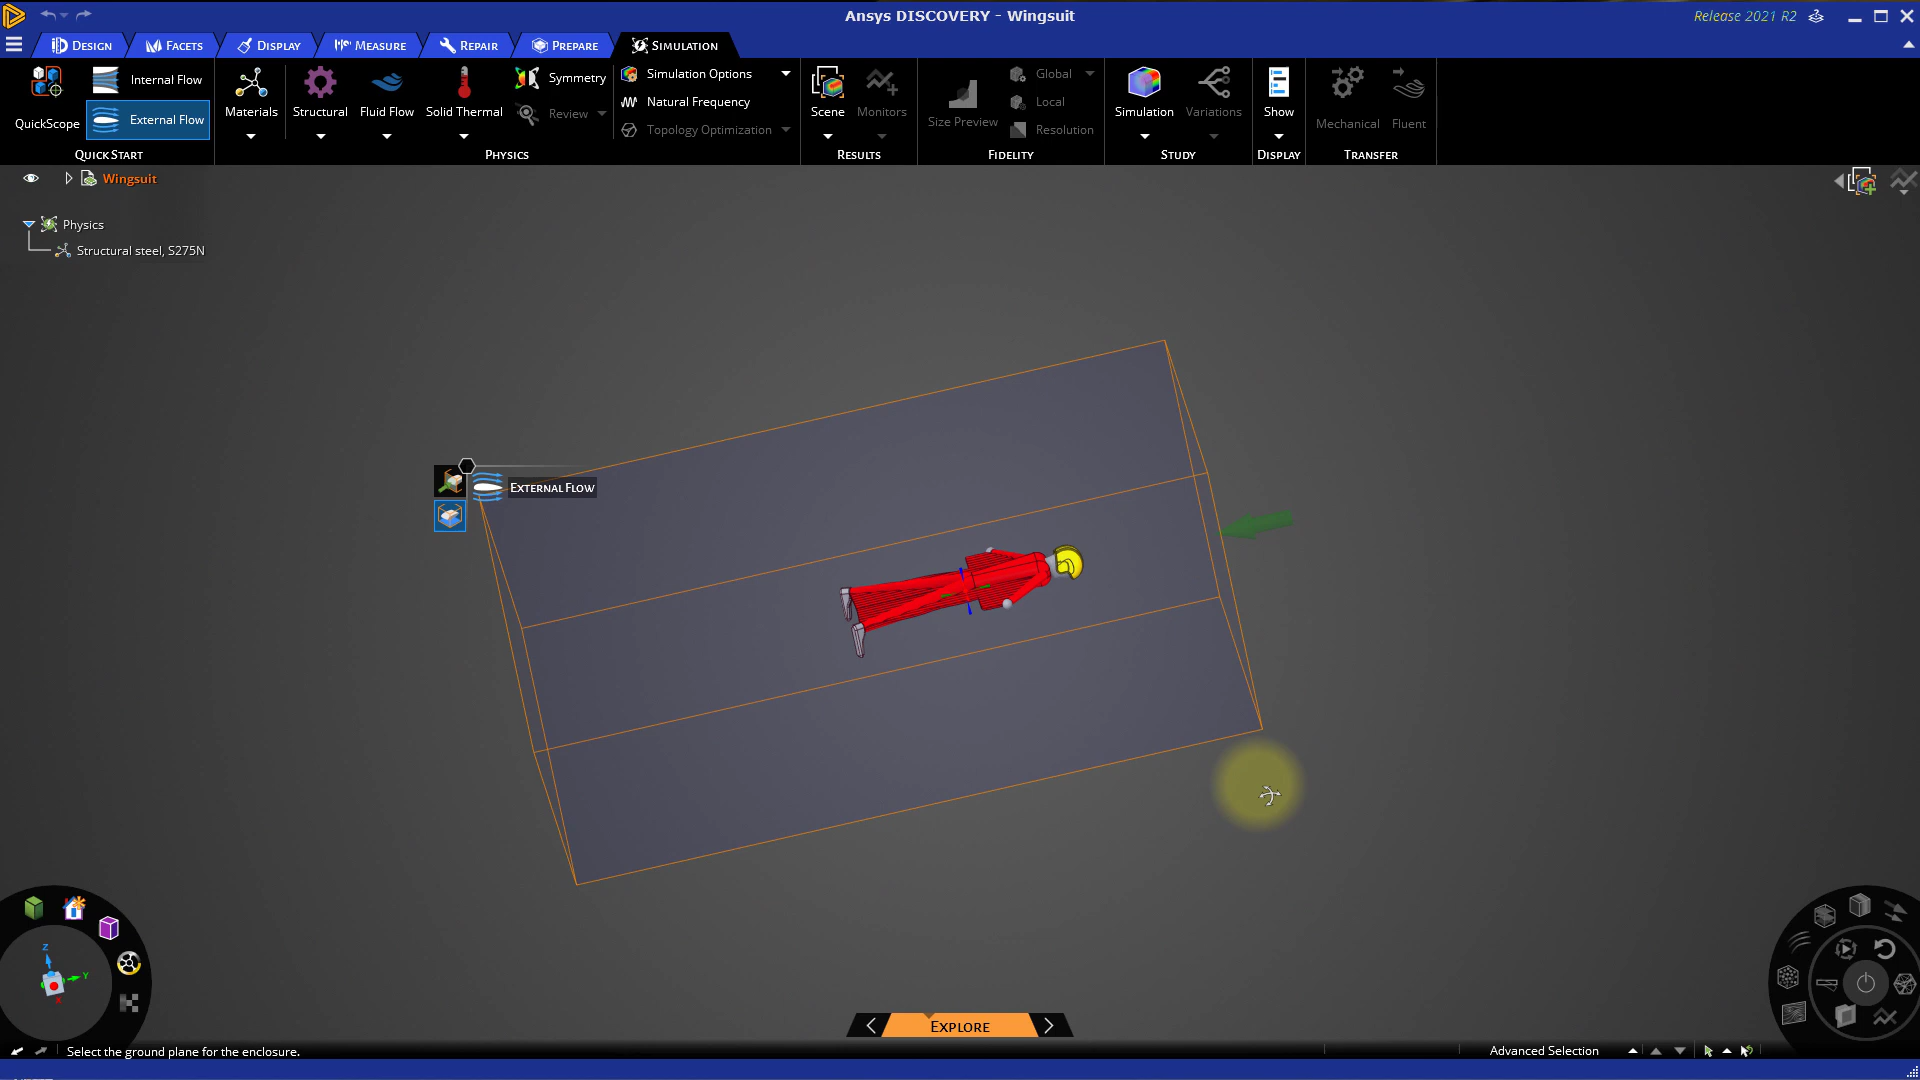 Ansys DISCOVERY - Wingsuit
Release 2021 R2
DESIGN
FACETS
DISPLAY
MEASURE
REPAIR
PREPARE
SIMULATION
QuickScope
Internal Flow
External Flow
QUICK START
Materials
Structural
Fluid Flow
Solid Thermal
Symmetry
Review
Simulation Options
Natural Frequency
Topology Optimization
PHYSICS
Scene
Monitors
RESULTS
Size Preview
Global
Local
Resolution
FIDELITY
Simulation
Variations
STUDY
Show
DISPLAY
Mechanical
Fluent
TRANSFER
Wingsuit
Physics
Structural steel, S275N
EXTERNAL FLOW
Z
Y
X
EXPLORE
Select the ground plane for the enclosure.
Advanced Selection